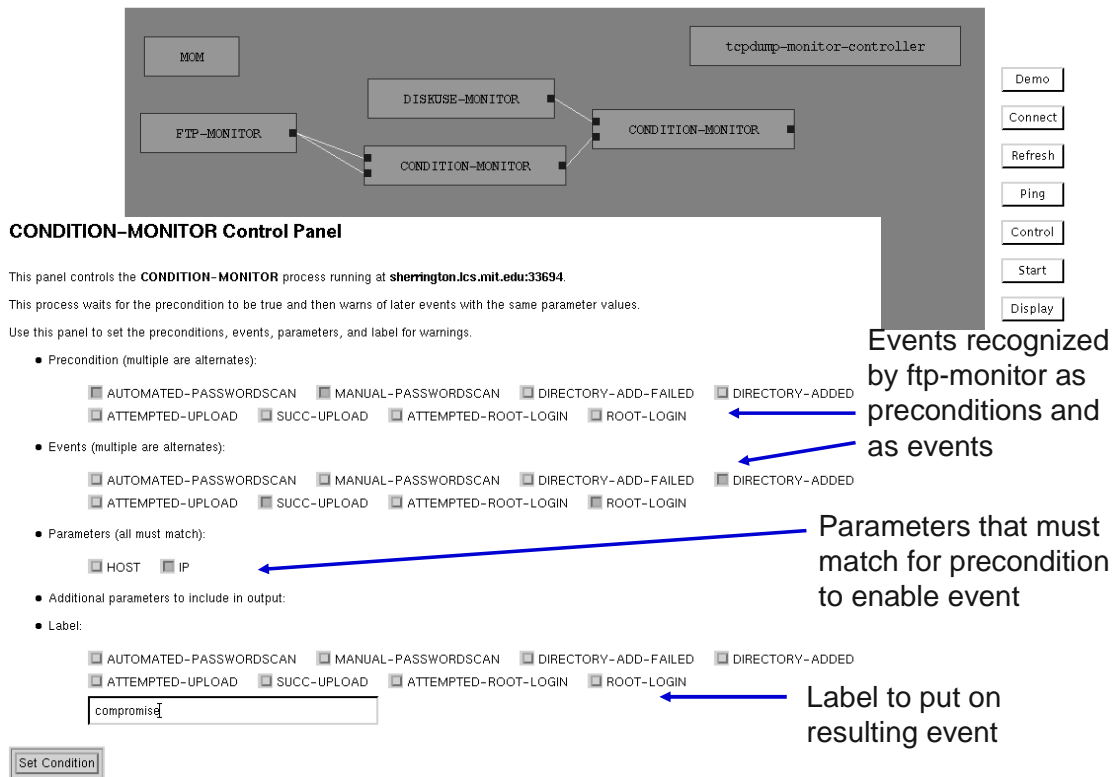 MOM
tcpdump-monitor-controller
DISKUSE-MONITOR
FTP-MONITOR
CONDITION-MONITOR
CONDITION-MONITOR
Demo
Connect
Refresh
Ping
Control
Start
Display
CONDITION-MONITOR Control Panel
This panel controls the CONDITION-MONITOR process running at sherrington.lcs.mit.edu:33694.
This process waits for the precondition to be true and then warns of later events with the same parameter values.
Use this panel to set the preconditions, events, parameters, and label for warnings.
Precondition (multiple are alternates):
AUTOMATED-PASSWORDSCAN MANUAL-PASSWORDSCAN DIRECTORY-ADD-FAILED DIRECTORY-ADDED
ATTEMPTED-UPLOAD SUCC-UPLOAD ATTEMPTED-ROOT-LOGIN ROOT-LOGIN
Events (multiple are alternates):
AUTOMATED-PASSWORDSCAN MANUAL-PASSWORDSCAN DIRECTORY-ADD-FAILED DIRECTORY-ADDED
ATTEMPTED-UPLOAD SUCC-UPLOAD ATTEMPTED-ROOT-LOGIN ROOT-LOGIN
Parameters (all must match):
HOST IP
Additional parameters to include in output:
Label:
AUTOMATED-PASSWORDSCAN MANUAL-PASSWORDSCAN DIRECTORY-ADD-FAILED DIRECTORY-ADDED
ATTEMPTED-UPLOAD SUCC-UPLOAD ATTEMPTED-ROOT-LOGIN ROOT-LOGIN
compromise
Set Condition
Events recognized
by ftp-monitor as
preconditions and
as events
Parameters that must
match for precondition
to enable event
Label to put on
resulting event